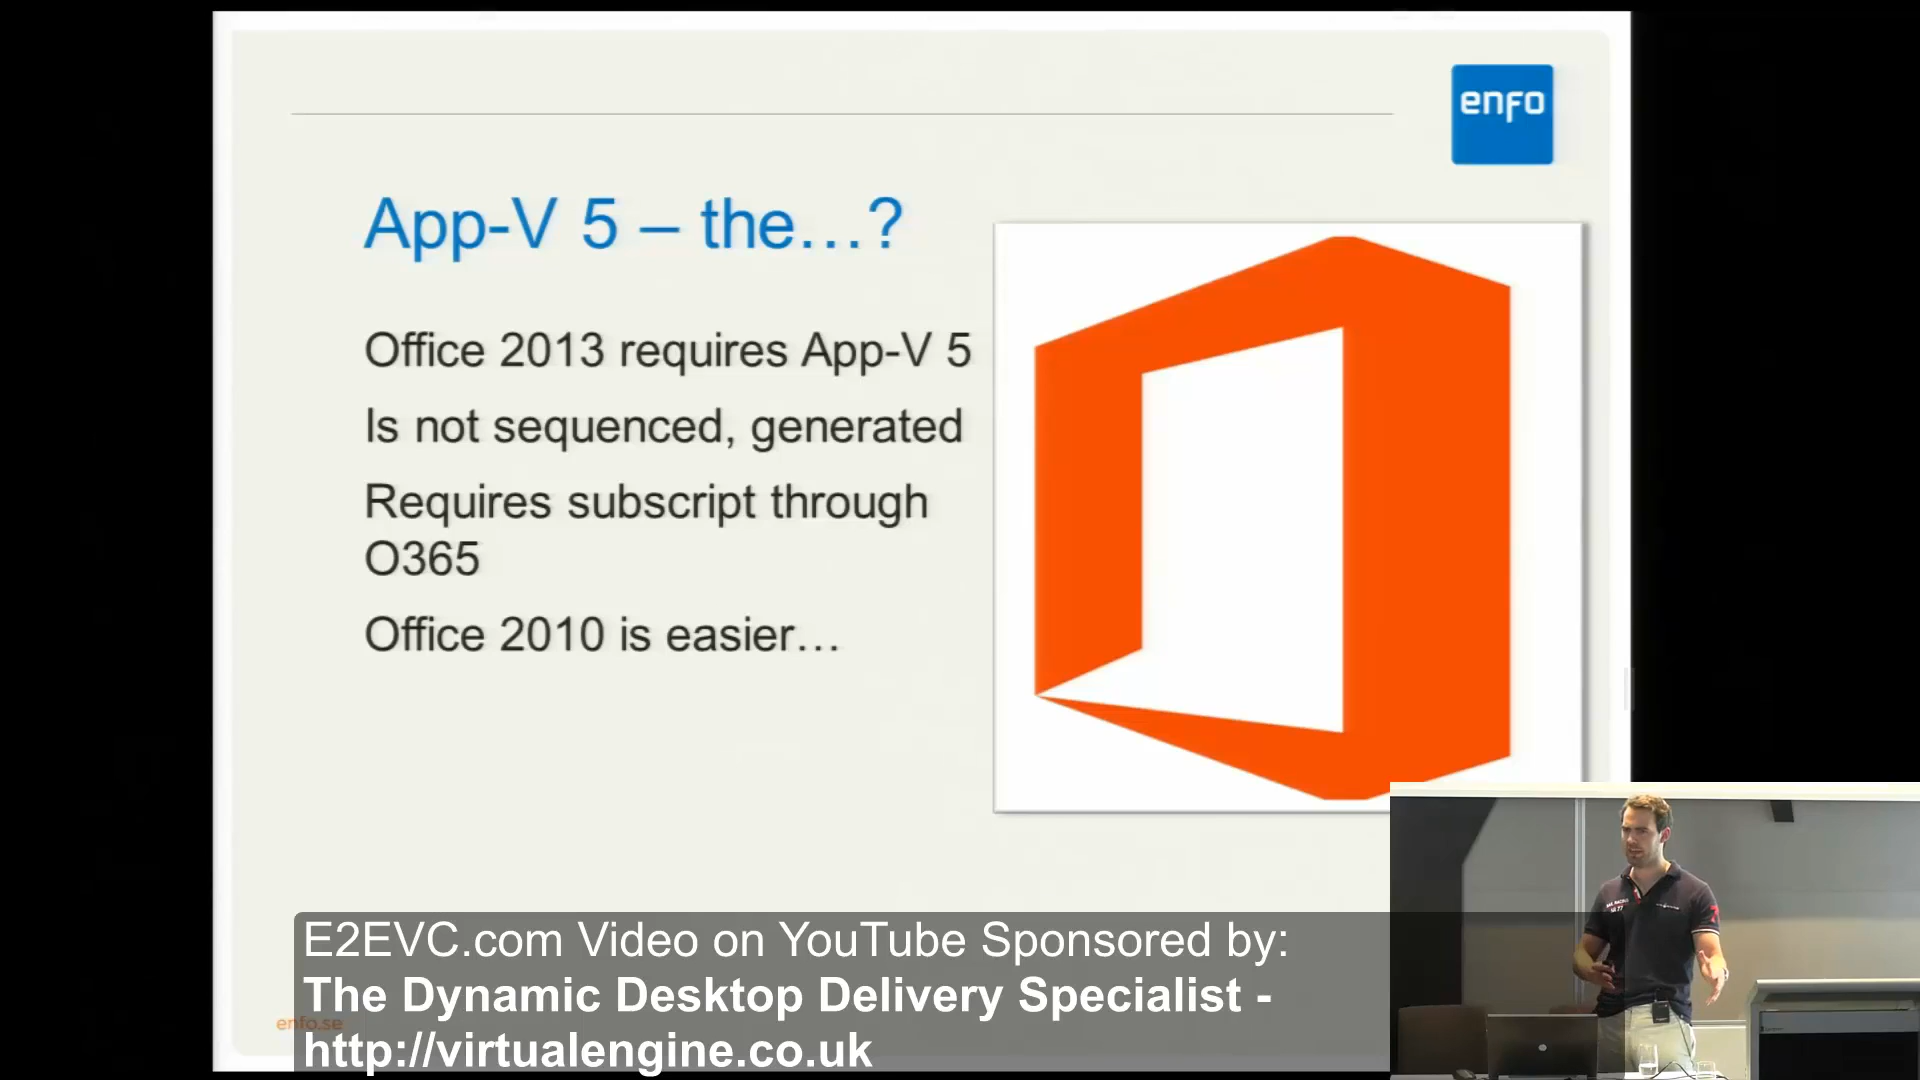 enfo
App-V 5 – the…?
Office 2013 requires App-V 5
Is not sequenced, generated
Requires subscript through
O365
Office 2010 is easier…
E2EVC.com Video on YouTube Sponsored by:
The Dynamic Desktop Delivery Specialist -
enfo.se
http://virtualengine.co.uk